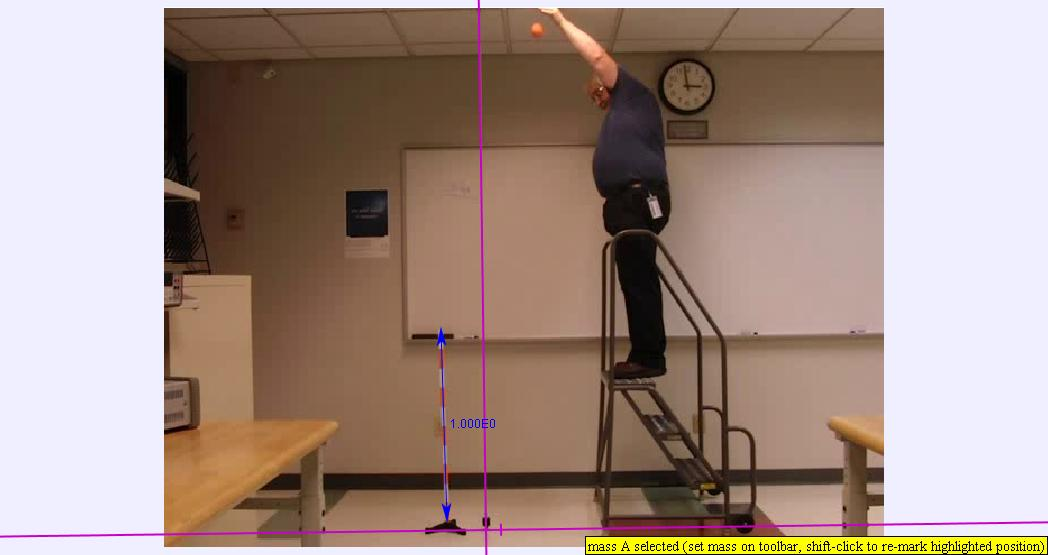 1.000E0
mass A selected (set mass on toolbar, shift-click to re-mark highlighted position)